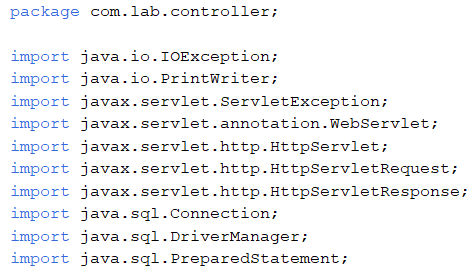 package com.lab.controller;
import java.io.IOException;
import java.io.PrintWriter;
import javax.servlet.ServletException;
import javax.servlet.annotation.WebServlet;
import javax.servlet.http.HttpServlet;
import javax.servlet.http.HttpServletRequest;
import javax.servlet.http.HttpServletResponse;
import java.sql.Connection;
import java.sql.DriverManager;
import java.sql.PreparedStatement;